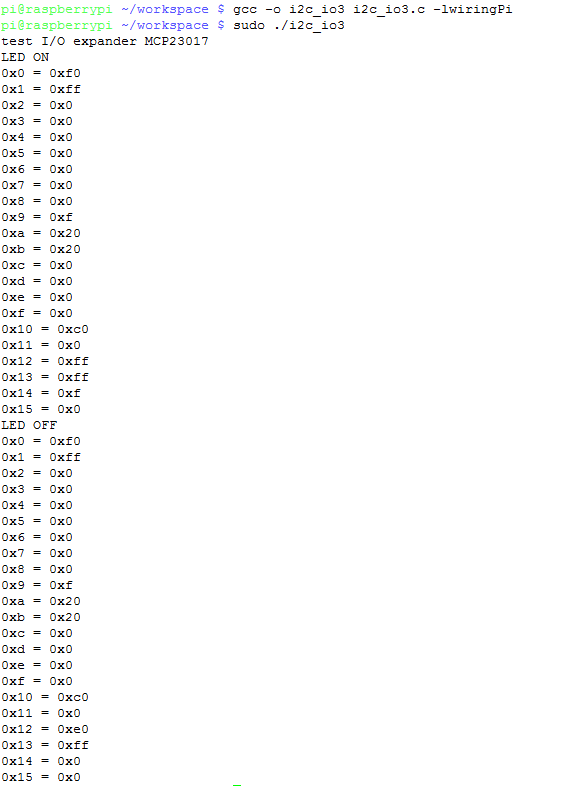 pi@raspberrypi ~/workspace $ gcc -o i2c_io3 i2c_io3.c -lwiringPi
pi@raspberrypi ~/workspace $ sudo ./i2c_io3
test I/O expander MCP23017
LED ON
0x0 = 0xf0
0x1 = 0xff
0x2 = 0x0
0x3 = 0x0
0x4 = 0x0
0x5 = 0x0
0x6 = 0x0
0x7 = 0x0
0x8 = 0x0
0x9 = 0xf
0xa = 0x20
0xb = 0x20
0xc = 0x0
0xd = 0x0
0xe = 0x0
0xf = 0x0
0x10 = 0xc0
0x11 = 0x0
0x12 = 0xff
0x13 = 0xff
0x14 = 0xf
0x15 = 0x0
LED OFF
0x0 = 0xf0
0x1 = 0xff
0x2 = 0x0
0x3 = 0x0
0x4 = 0x0
0x5 = 0x0
0x6 = 0x0
0x7 = 0x0
0x8 = 0x0
0x9 = 0xf
0xa = 0x20
0xb = 0x20
0xc = 0x0
0xd = 0x0
0xe = 0x0
0xf = 0x0
0x10 = 0xc0
0x11 = 0x0
0x12 = 0xe0
0x13 = 0xff
0x14 = 0x0
0x15 = 0x0